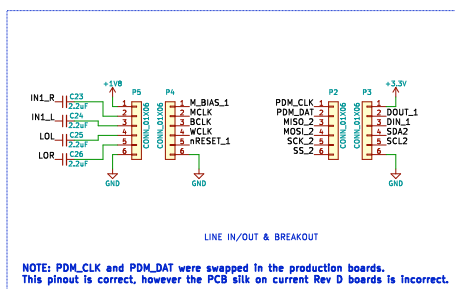 +1V8
P5
P4
P2
P3
+3.3V
IN1_R
C23
2.2uF
IN1_L
C24
2.2uF
LOL
C25
2.2uF
LOR
C26
2.2uF
1
2
3
4
5
6
CONN_01X06
1
2
3
4
5
6
CONN_01X06
M_BIAS_1
MCLK
BCLK
WCLK
nRESET_1
GND
GND
PDM_CLK
PDM_DAT
MISO_2
MOSI_2
SCK_2
SS_2
1
2
3
4
5
6
CONN_01X06
1
2
3
4
5
6
CONN_01X06
DOUT_1
DIN_1
SDA2
SCL2
GND
LINE IN/OUT & BREAKOUT
NOTE: PDM_CLK and PDM_DAT were swapped in the production boards.
This pinout is correct, however the PCB silk on current Rev D boards is incorrect.